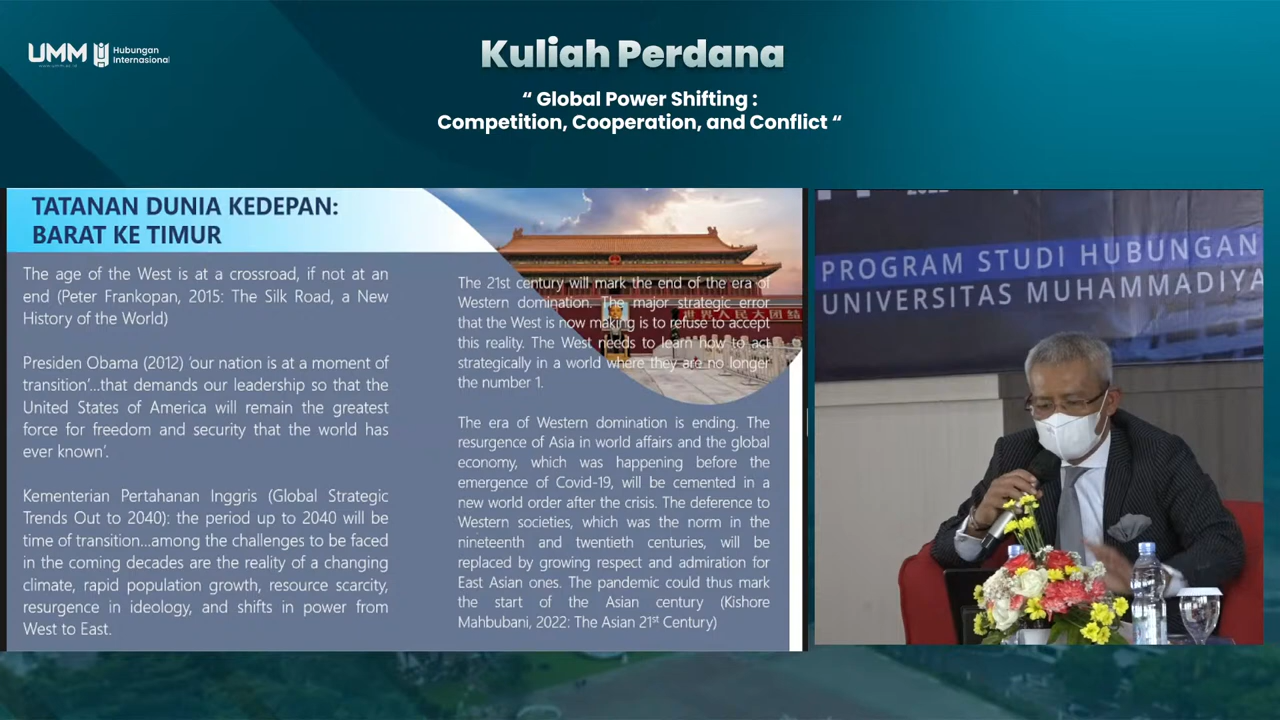 UMM
Hubungan
Internasional
Kuliah Perdana
“ Global Power Shifting :
Competition, Cooperation, and Conflict “
TATANAN DUNIA KEDEPAN:
BARAT KE TIMUR
The age of the West is at a crossroad, if not at an
end (Peter Frankopan, 2015: The Silk Road, a New
History of the World)
Presiden Obama (2012) ‘our nation is at a moment of
transition’...that demands our leadership so that the
United States of America will remain the greatest
force for freedom and security that the world has
ever known’.
Kementerian Pertahanan Inggris (Global Strategic
Trends Out to 2040): the period up to 2040 will be
time of transition...among the challenges to be faced
in the coming decades are the reality of a changing
climate, rapid population growth, resource scarcity,
resurgence in ideology, and shifts in power from
West to East.
The 21st century will mark the end of the era of
Western domination. The major strategic error
that the West is now making is to refuse to accept
this reality. The West needs to learn how to act
strategically in a world where they are no longer
the number 1.
The era of Western domination is ending. The
resurgence of Asia in world affairs and the global
economy, which was happening before the
emergence of Covid-19, will be cemented in a
new world order after the crisis. The deference to
Western societies, which was the norm in the
nineteenth and twentieth centuries, will be
replaced by growing respect and admiration for
East Asian ones. The pandemic could thus mark
the start of the Asian century (Kishore
Mahbubani, 2022: The Asian 21st Century)
世界人民大团结
PROGRAM STUDI HUBUNGAN
UNIVERSITAS MUHAMMADIYA